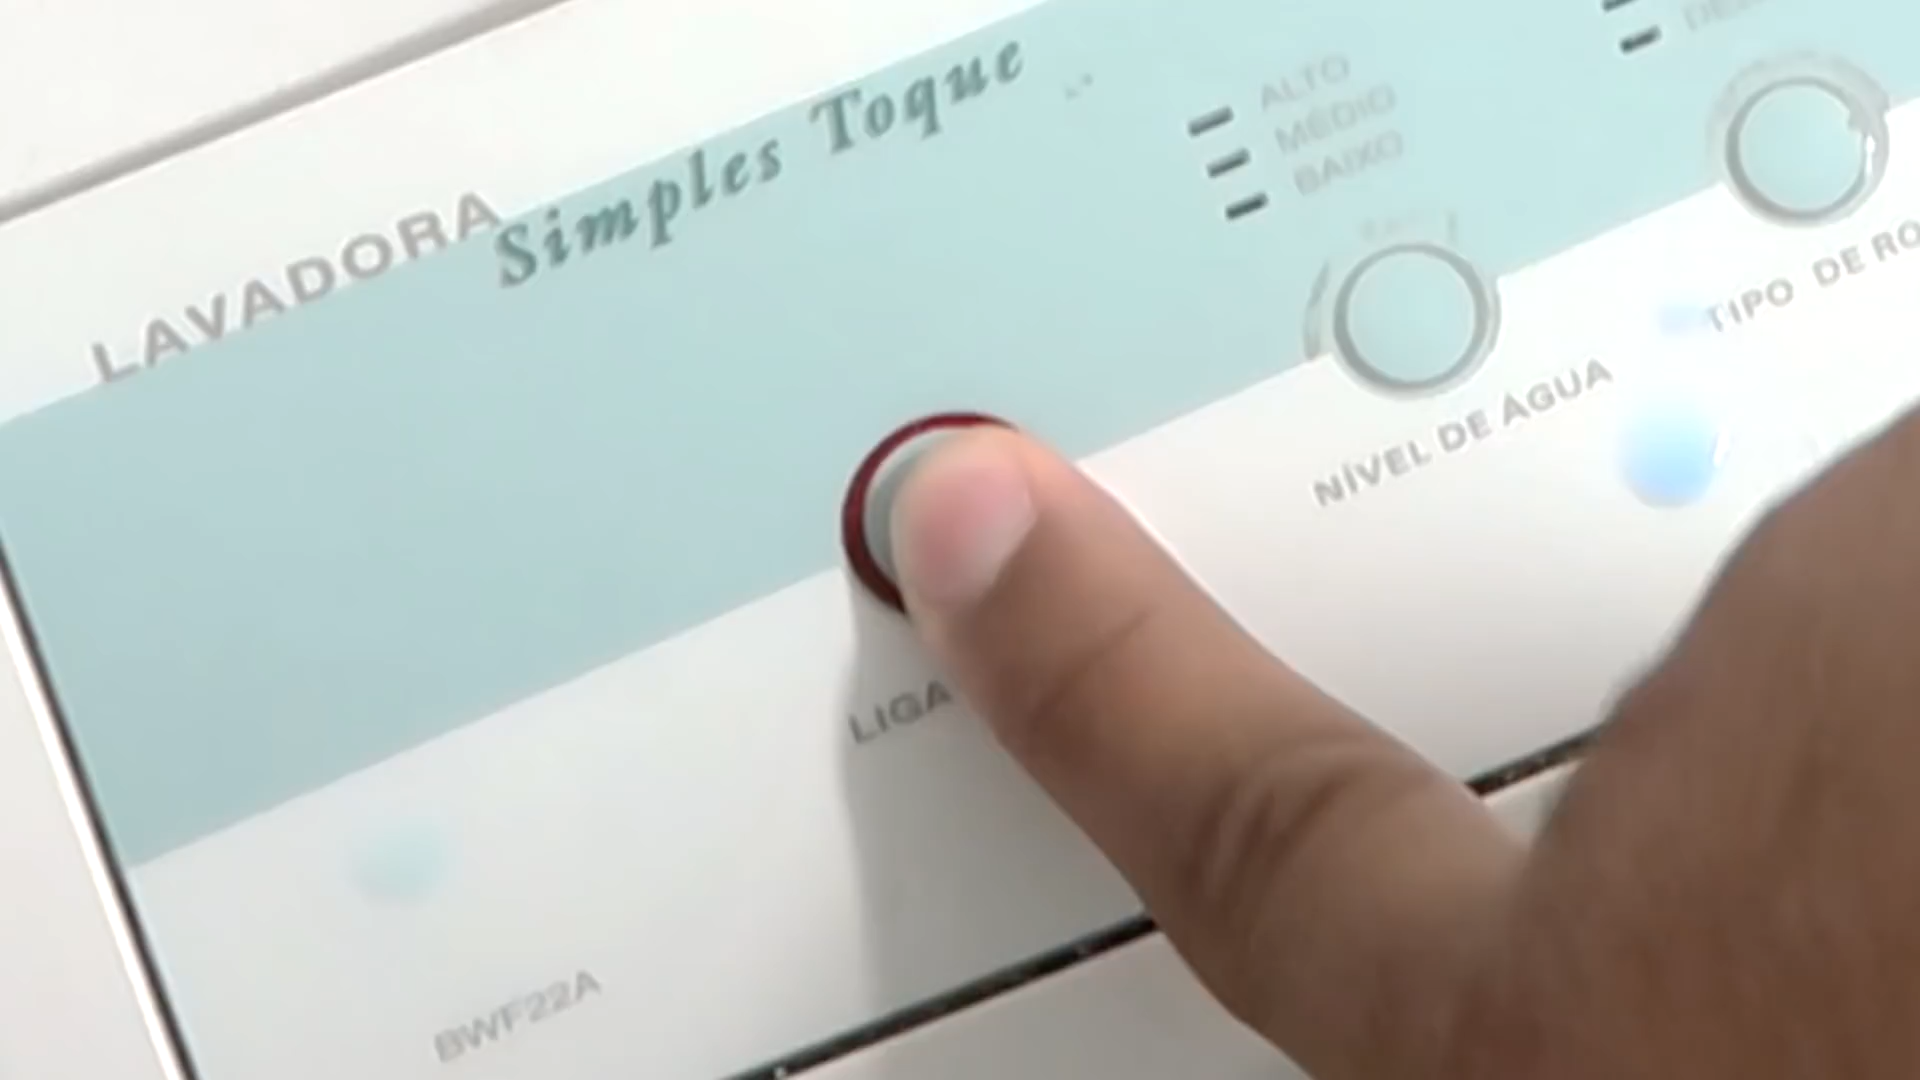 LAVADORA
Simples Toque
ALTO
MÉDIO
BAIXO
NÍVEL DE ÁGUA
TIPO DE RO
LIGA
BWF22A